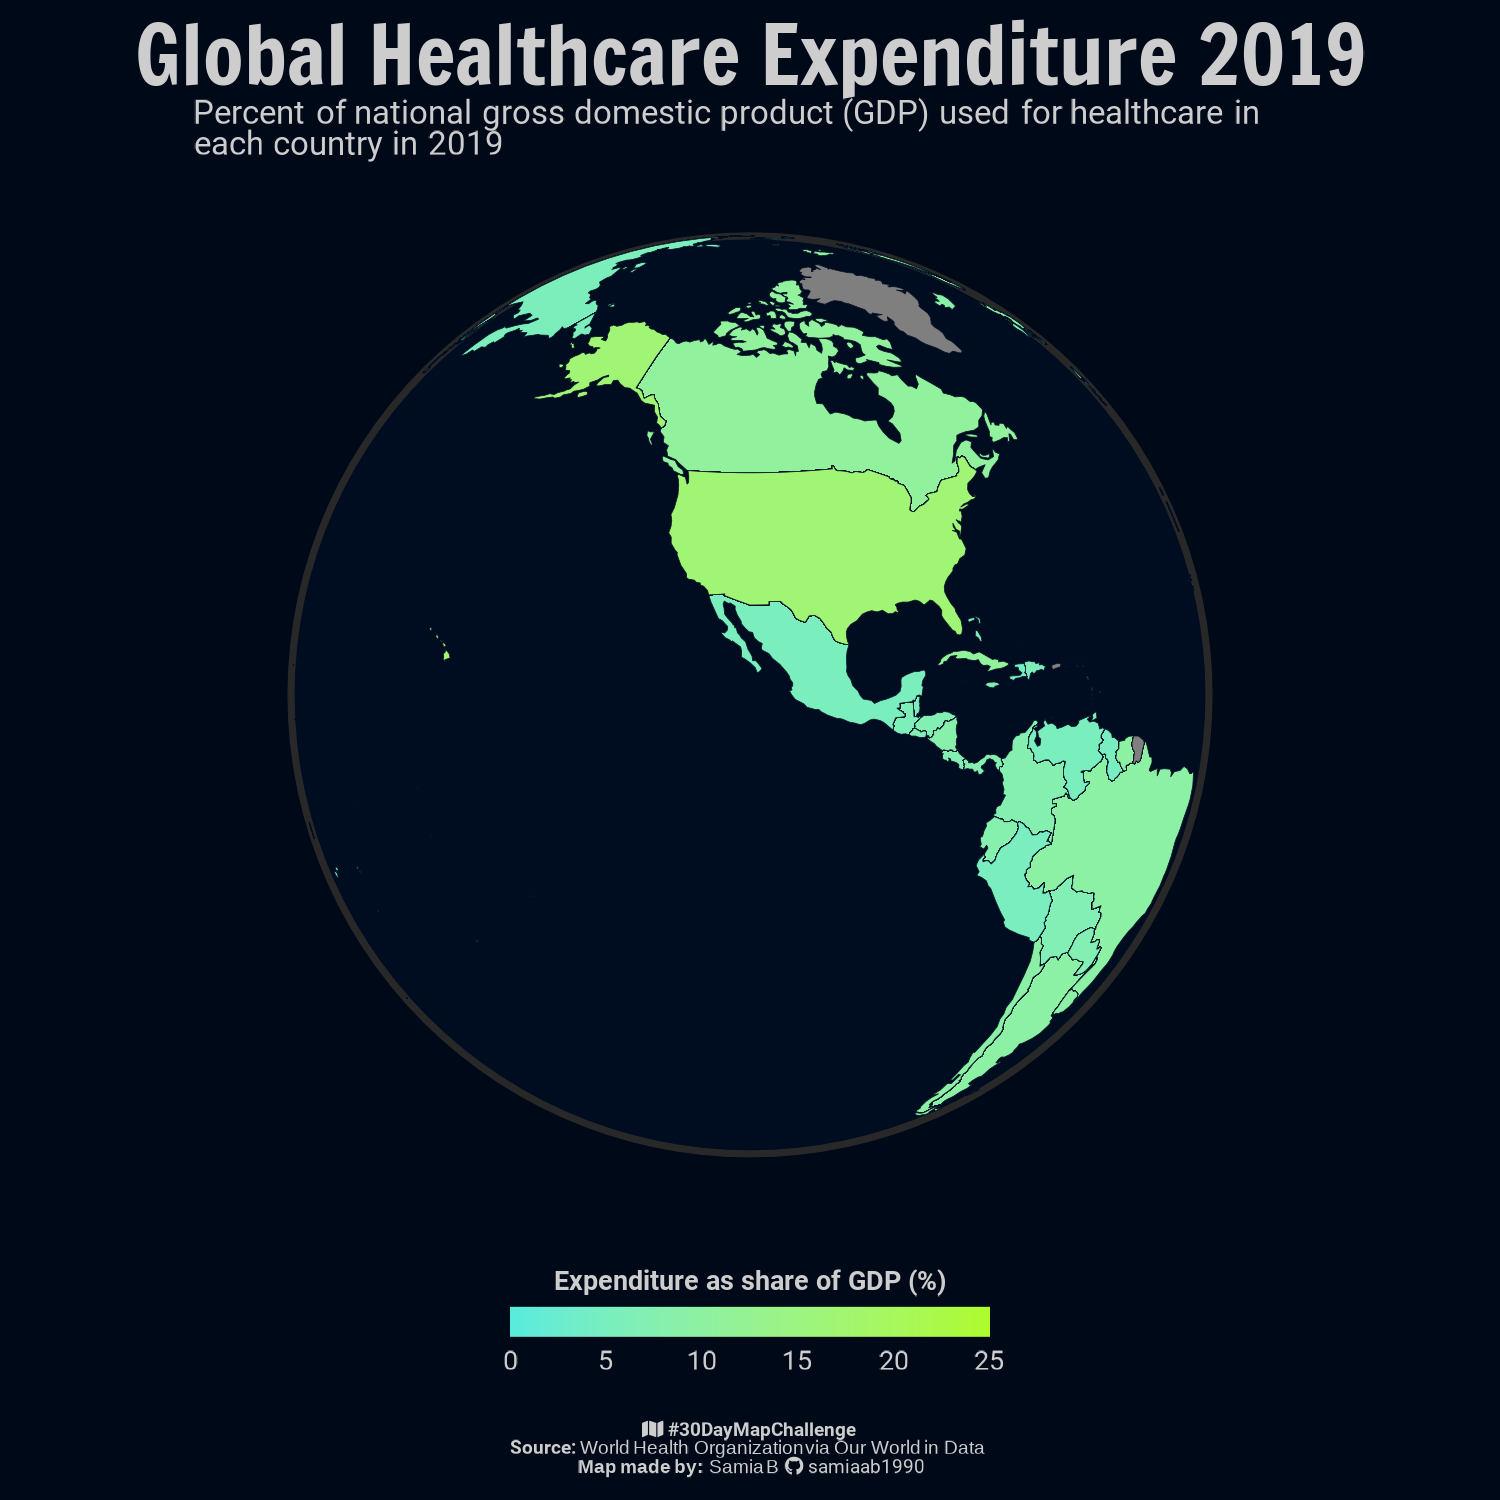 Global Healthcare Expenditure 2019
Percent of national gross domestic product (GDP) used for healthcare in
each country in 2019
Expenditure as share of GDP (%)
0 5 10 15 20 25
#30DayMapChallenge
Source: World Health Organization via Our World in Data
Map made by: Samia B samiaab1990